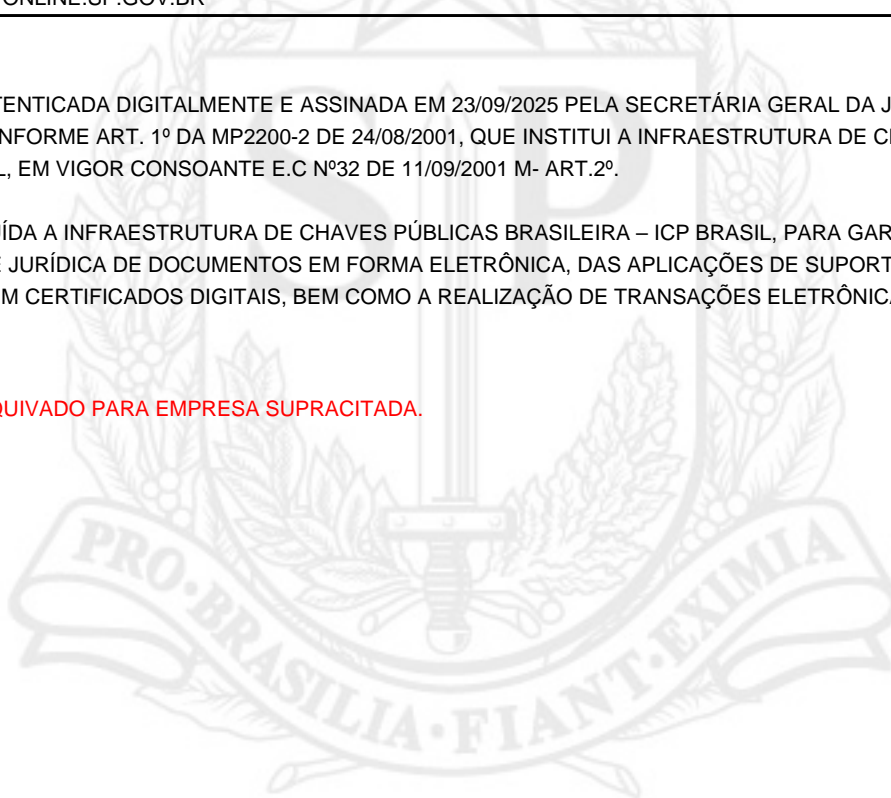 ONLINE.SP.GOV.BR
TENTICADA DIGITALMENTE E ASSINADA EM 23/09/2025 PELA SECRETÁRIA GERAL DA J
NFORME ART. 1º DA MP2200-2 DE 24/08/2001, QUE INSTITUI A INFRAESTRUTURA DE C
L, EM VIGOR CONSOANTE E.C Nº32 DE 11/09/2001 M- ART.2º.
ÍDA A INFRAESTRUTURA DE CHAVES PÚBLICAS BRASILEIRA – ICP BRASIL, PARA GAR
E JURÍDICA DE DOCUMENTOS EM FORMA ELETRÔNICA, DAS APLICAÇÕES DE SUPORT
M CERTIFICADOS DIGITAIS, BEM COMO A REALIZAÇÃO DE TRANSAÇÕES ELETRÔNICA
QUIVADO PARA EMPRESA SUPRACITADA.
SP
PRO·BRASILIA·FIANT·EXIMIA